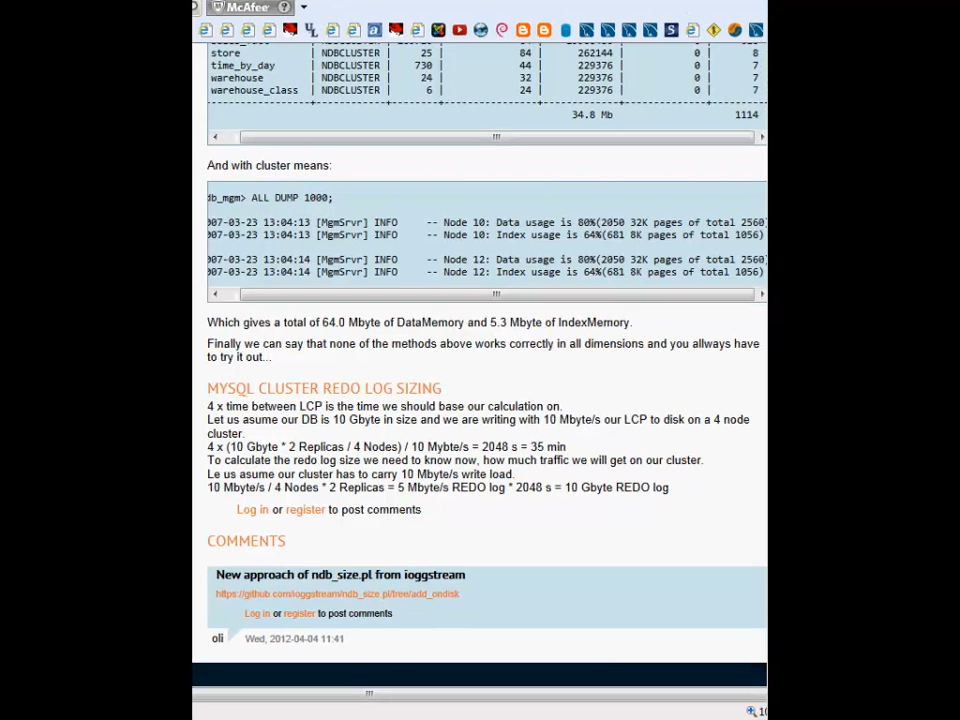 McAfee
store | NDBCLUSTER | 25 | 84 | 262144 | 0 | 8
time_by_day | NDBCLUSTER | 730 | 44 | 229376 | 0 | 7
warehouse | NDBCLUSTER | 24 | 32 | 229376 | 0 | 7
warehouse_class | NDBCLUSTER | 6 | 24 | 229376 | 0 | 7
34.8 Mb 1114
And with cluster means:
db_mgm> ALL DUMP 1000;
007-03-23 13:04:13 [MgmSrvr] INFO -- Node 10: Data usage is 80%(2050 32K pages of total 2560)
007-03-23 13:04:13 [MgmSrvr] INFO -- Node 10: Index usage is 64%(681 8K pages of total 1056)
007-03-23 13:04:14 [MgmSrvr] INFO -- Node 12: Data usage is 80%(2050 32K pages of total 2560)
007-03-23 13:04:14 [MgmSrvr] INFO -- Node 12: Index usage is 64%(681 8K pages of total 1056)
Which gives a total of 64.0 Mbyte of DataMemory and 5.3 Mbyte of IndexMemory.
Finally we can say that none of the methods above works correctly in all dimensions and you allways have
to try it out...
MYSQL CLUSTER REDO LOG SIZING
4 x time between LCP is the time we should base our calculation on.
Let us asume our DB is 10 Gbyte in size and we are writing with 10 Mbyte/s our LCP to disk on a 4 node
cluster.
4 x (10 Gbyte * 2 Replicas / 4 Nodes) / 10 Mybte/s = 2048 s = 35 min
To calculate the redo log size we need to know now, how much traffic we will get on our cluster.
Le us asume our cluster has to carry 10 Mbyte/s write load.
10 Mbyte/s / 4 Nodes * 2 Replicas = 5 Mbyte/s REDO log * 2048 s = 10 Gbyte REDO log
Log in or register to post comments
COMMENTS
New approach of ndb_size.pl from ioggstream
https://github.com/ioggstream/ndb_size.pl/tree/add_ondisk
Log in or register to post comments
oli Wed, 2012-04-04 11:41